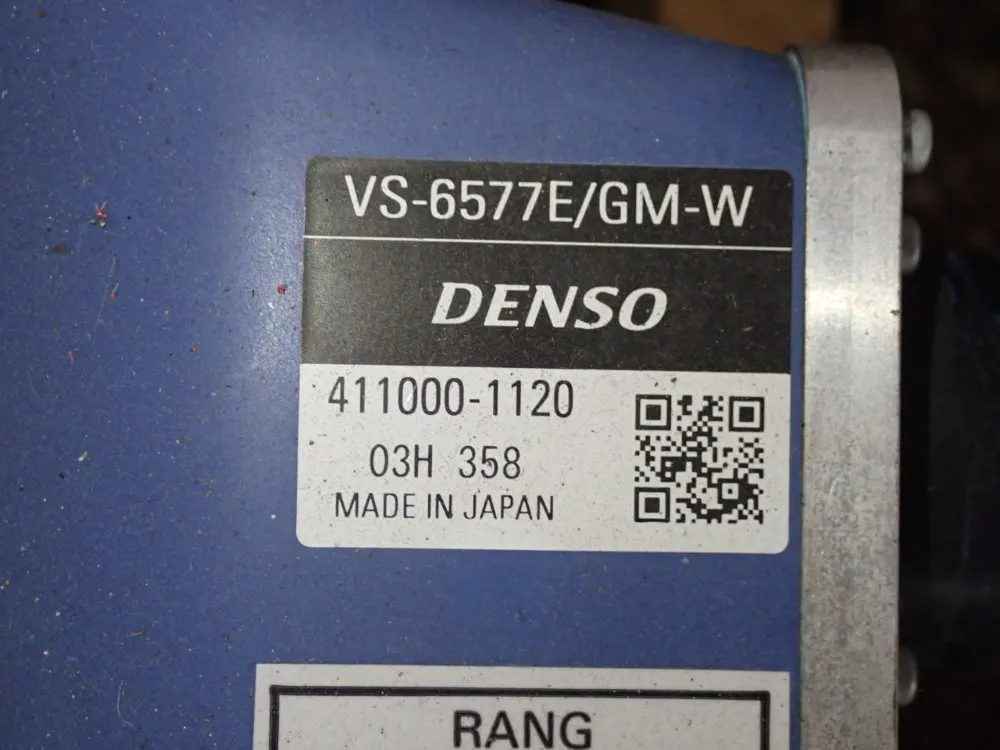 VS-6577E/GM-W
DENSO
411000-1120
03H 358
MADE IN JAPAN
RANG